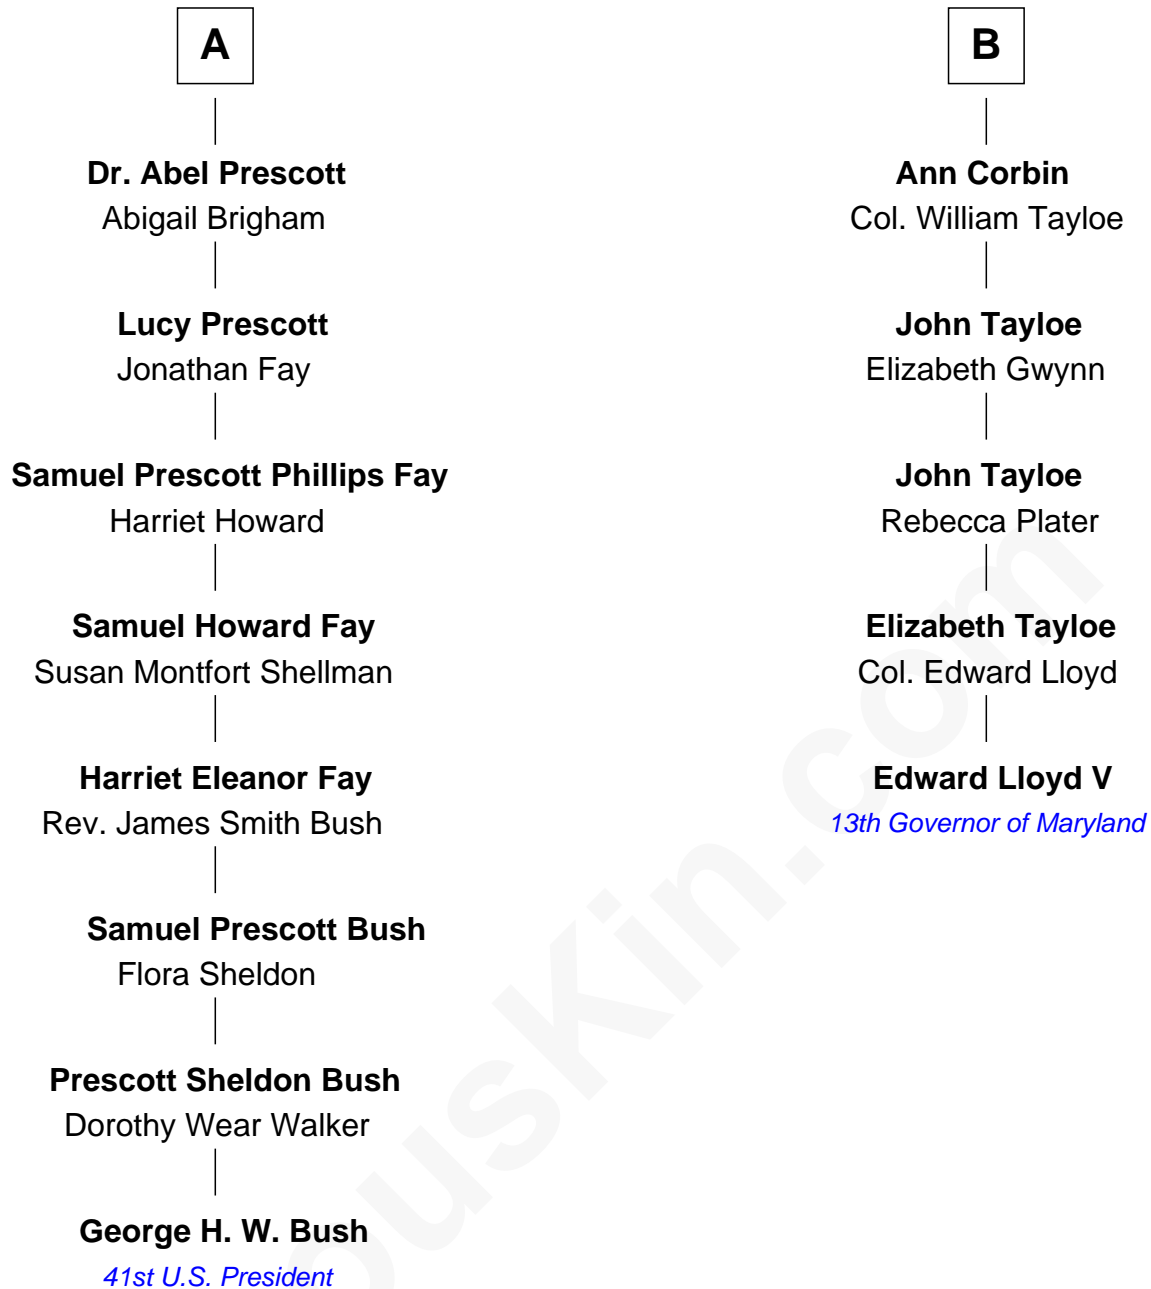 A
Dr. Abel Prescott
Abigail Brigham
Lucy Prescott
Jonathan Fay
Samuel Prescott Phillips Fay
Harriet Howard
Samuel Howard Fay
Susan Montfort Shellman
Harriet Eleanor Fay
Rev. James Smith Bush
Samuel Prescott Bush
Flora Sheldon
Prescott Sheldon Bush
Dorothy Wear Walker
George H. W. Bush
41st U.S. President
B
Ann Corbin
Col. William Tayloe
John Tayloe
Elizabeth Gwynn
John Tayloe
Rebecca Plater
Elizabeth Tayloe
Col. Edward Lloyd
Edward Lloyd V
13th Governor of Maryland
ousKin.com